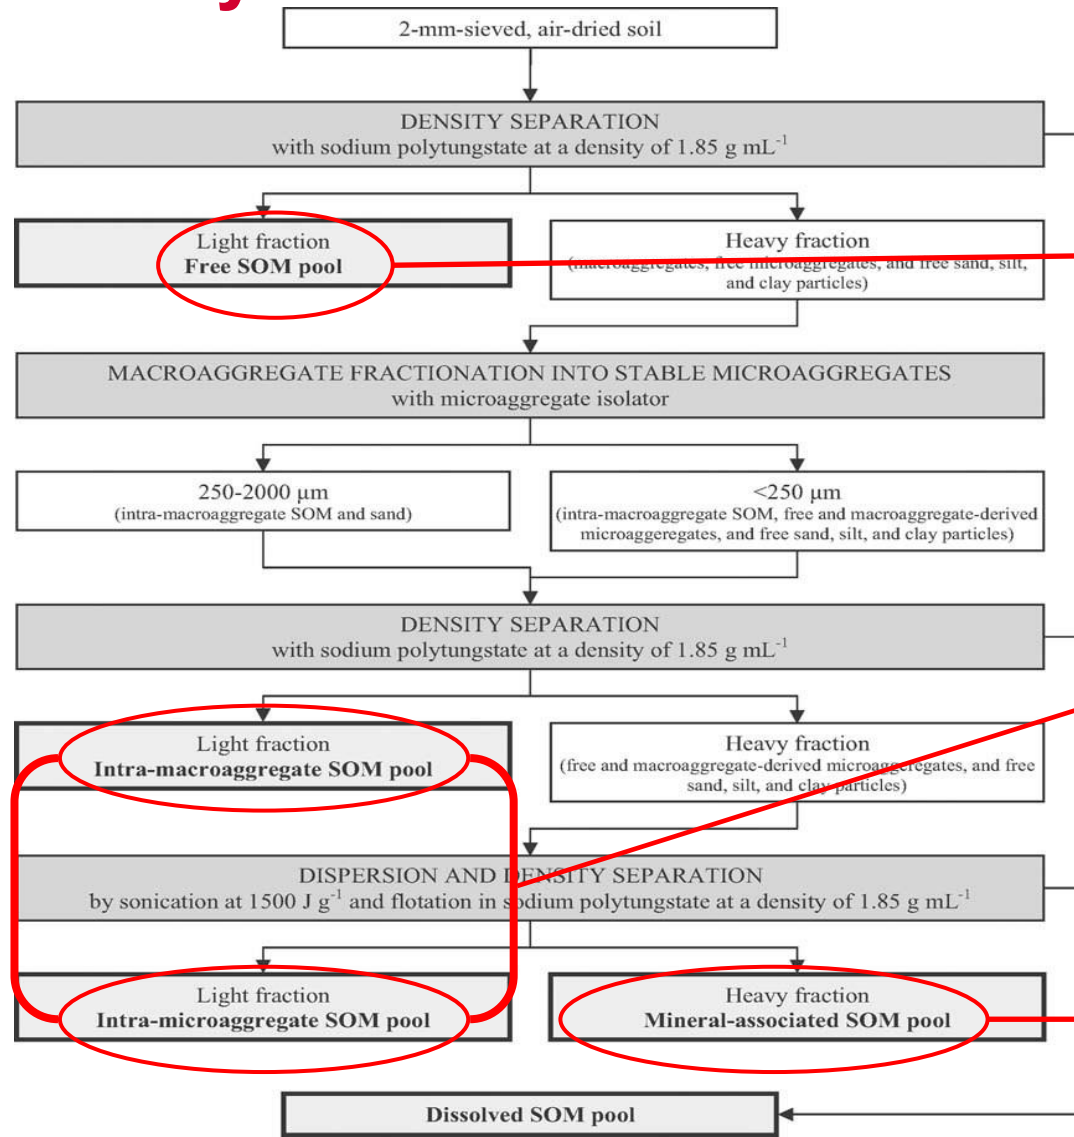 2-mm-sieved, air-dried soil
DENSITY SEPARATION
with sodium polytungstate at a density of 1.85 g mL⁻¹
Light fraction
Free SOM pool
Heavy fraction
(macroaggregates, free microaggregates, and free sand, silt,
and clay particles)
MACROAGGREGATE FRACTIONATION INTO STABLE MICROAGGREGATES
with microaggregate isolator
250-2000 µm
(intra-macroaggregate SOM and sand)
<250 µm
(intra-macroaggregate SOM, free and macroaggregate-derived
microaggeregates, and free sand, silt, and clay particles)
DENSITY SEPARATION
with sodium polytungstate at a density of 1.85 g mL⁻¹
Light fraction
Intra-macroaggregate SOM pool
Heavy fraction
(free and macroaggregate-derived microaggeregates, and free
sand, silt, and clay particles)
DISPERSION AND DENSITY SEPARATION
by sonication at 1500 J g⁻¹ and flotation in sodium polytungstate at a density of 1.85 g mL⁻¹
Light fraction
Intra-microaggregate SOM pool
Heavy fraction
Mineral-associated SOM pool
Dissolved SOM pool